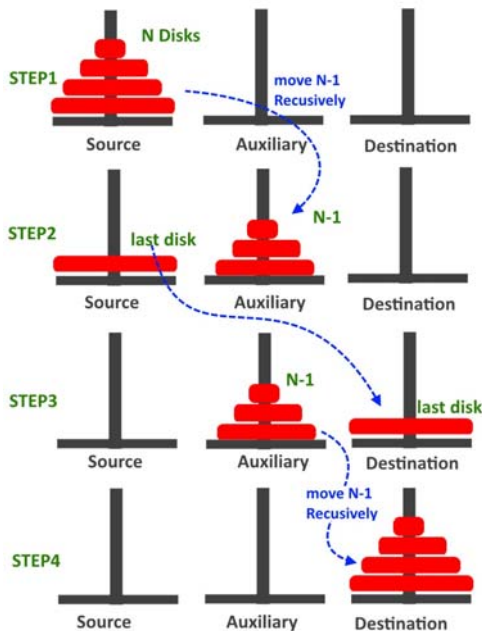 N Disks
STEP1
move N-1
Recusively
Source
Auxiliary
Destination
N-1
STEP2
last disk
Source
Auxiliary
Destination
N-1
STEP3
last disk
Source
Auxiliary
Destination
move N-1
Recusively
STEP4
Source
Auxiliary
Destination